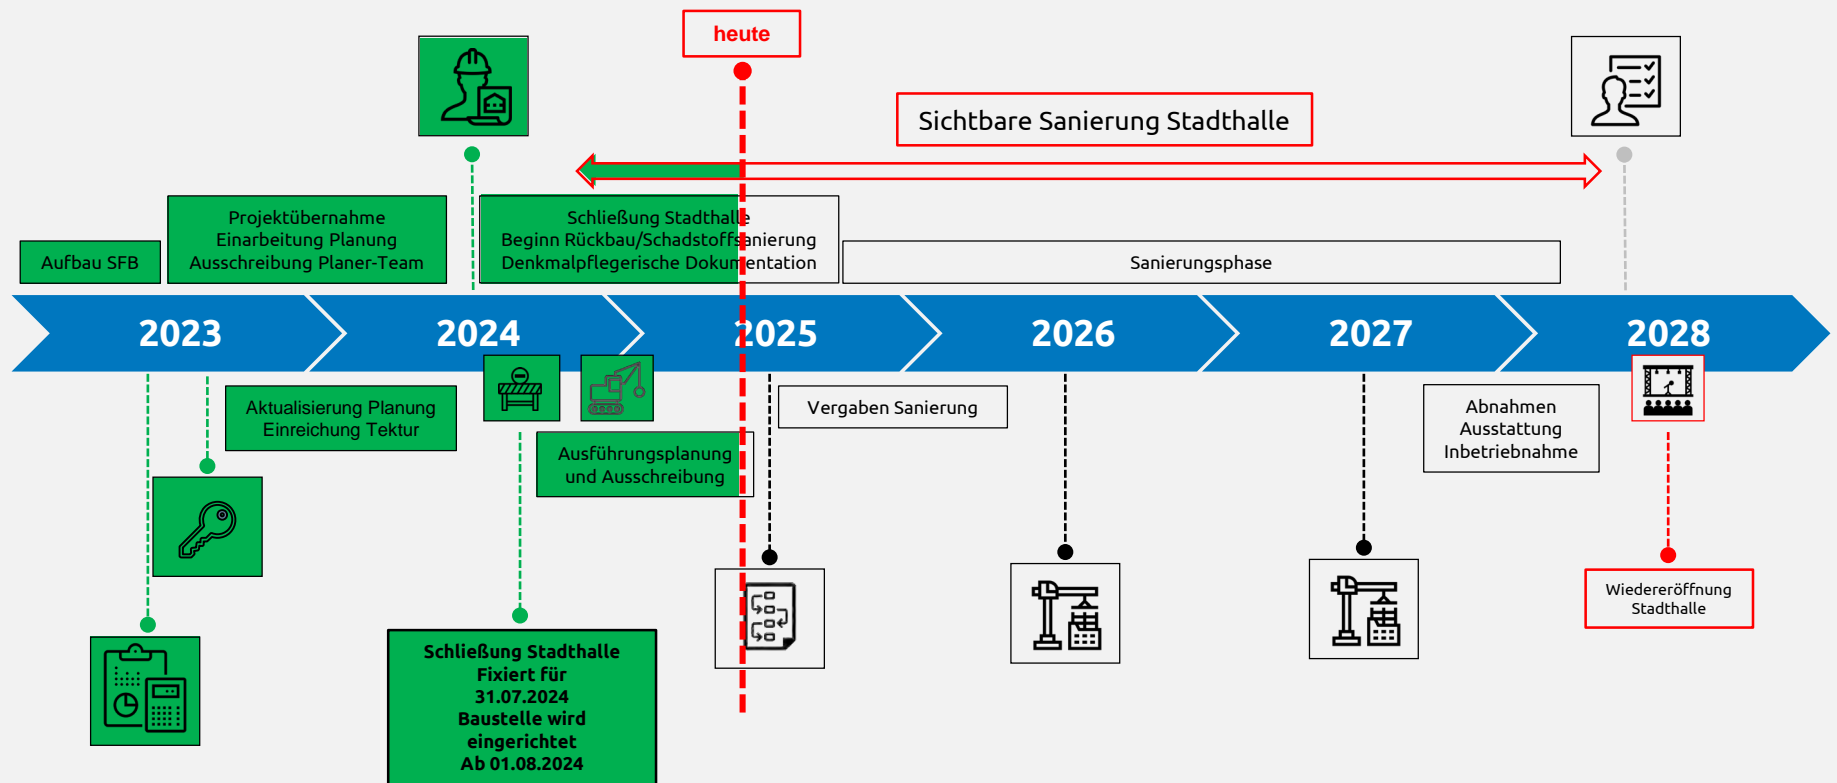 heute
Sichtbare Sanierung Stadthalle
Aufbau SFB
Projektübernahme
Einarbeitung Planung
Ausschreibung Planer-Team
Schließung Stadthalle
Beginn Rückbau/Schadstoffsanierung
Denkmalpflegerische Dokumentation
Sanierungsphase
2023
2024
2025
2026
2027
2028
Aktualisierung Planung
Einreichung Tektur
Ausführungsplanung
und Ausschreibung
Vergaben Sanierung
Abnahmen
Ausstattung
Inbetriebnahme
Schließung Stadthalle
Fixiert für
31.07.2024
Baustelle wird
eingerichtet
Ab 01.08.2024
Wiedereröffnung
Stadthalle